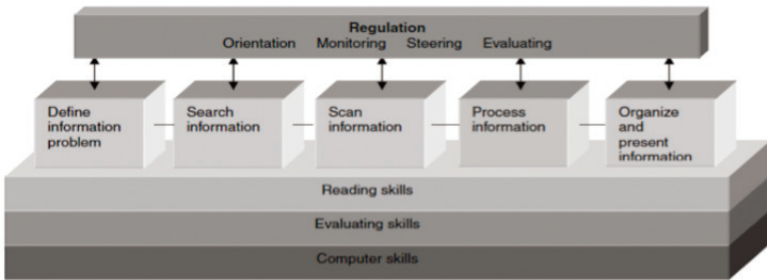 Regulation
Orientation Monitoring Steering Evaluating
Define
information
problem
Search
information
Scan
information
Process
information
Organize
and
present
information
Reading skills
Evaluating skills
Computer skills